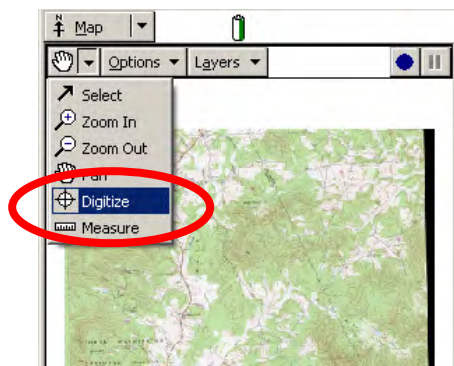 N
Map
Options Layers
Select
Zoom In
Zoom Out
Pan
Digitize
Measure